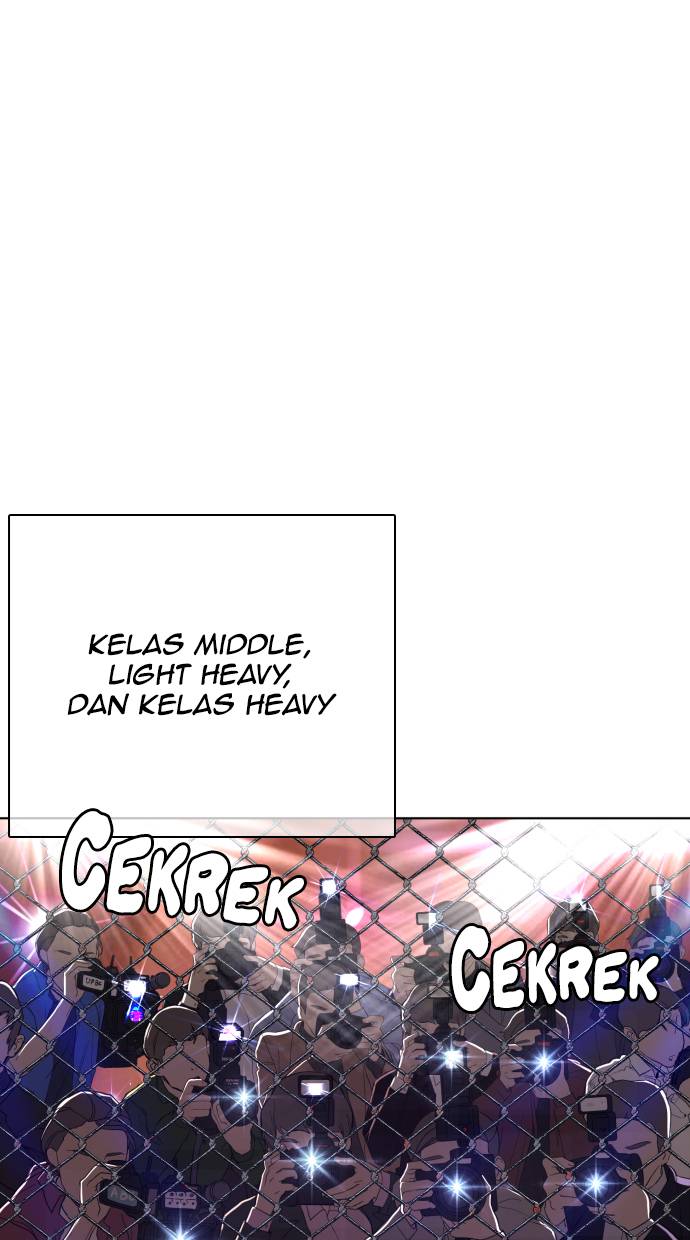 KELAS MIDDLE,
LIGHT HEAVY,
DAN KELAS HEAVY
CEKREK
CEKREK